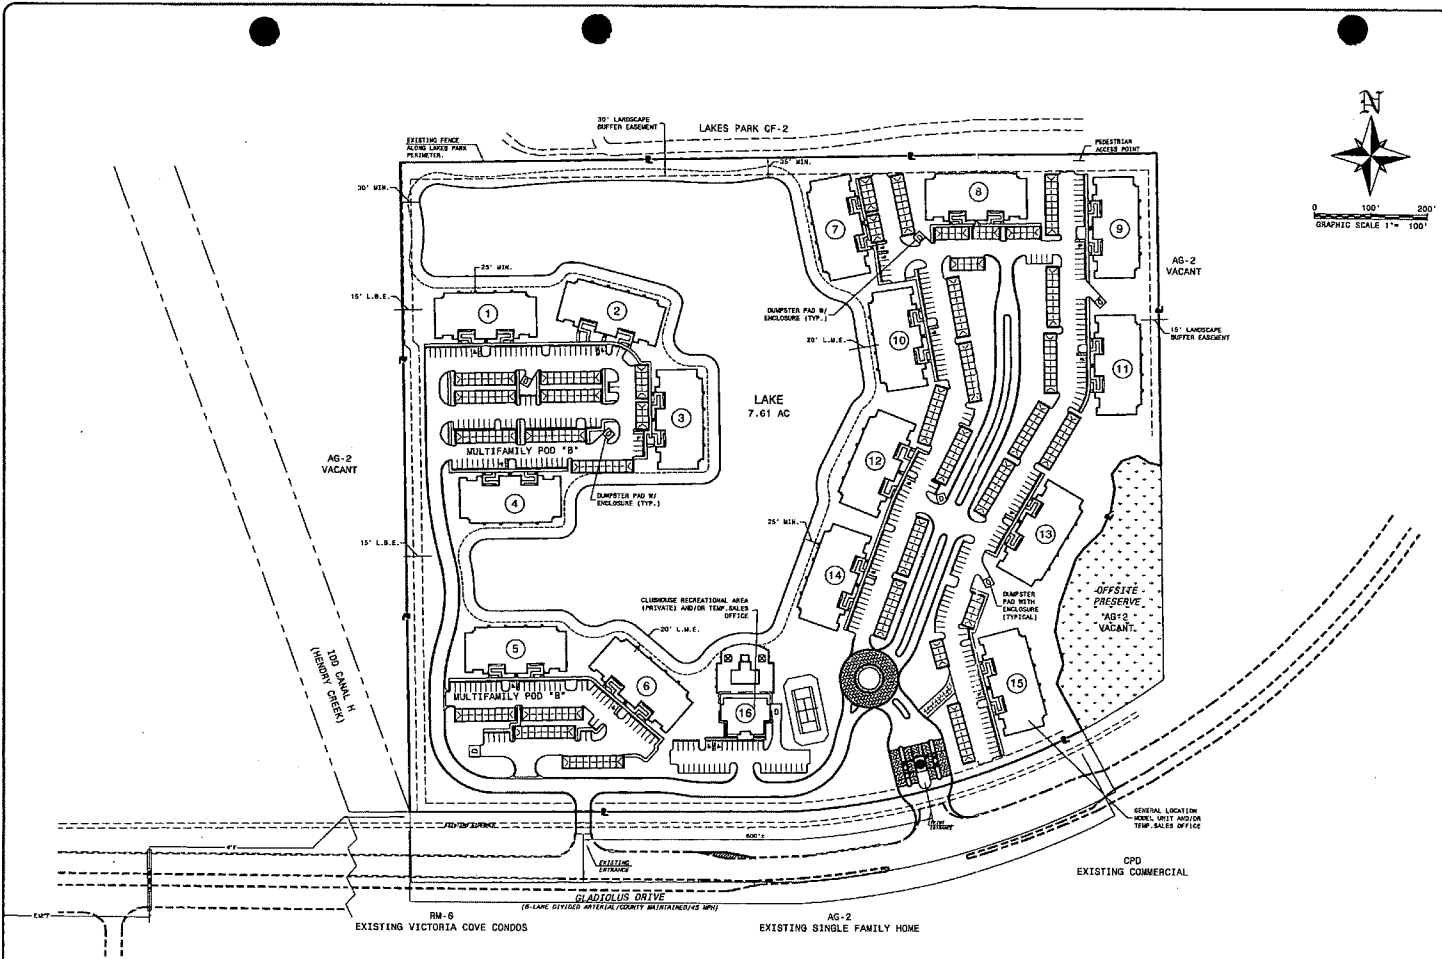 N
0 100' 200'
GRAPHIC SCALE 1"= 100'
30' LANDSCAPE
BUFFER EASEMENT
LAKES PARK CF-2
EXISTING FENCE
ALONG LAKES PARK
PERIMETER.
PEDESTRIAN
ACCESS POINT
35' MIN.
30' MIN.
7
8
9
AG-2
VACANT
25' MIN.
15' L.B.E.
1
2
DUMPSTER PAD W/
ENCLOSURE (TYP.)
10
20' L.M.E.
15' LANDSCAPE
BUFFER EASEMENT
11
3
LAKE
7.61 AC
MULTIFAMILY POD "B"
AG-2
VACANT
12
4
DUMPSTER PAD W/
ENCLOSURE (TYP.)
25' MIN.
13
15' L.B.E.
14
CLUBHOUSE RECREATIONAL AREA
(PRIVATE) AND/OR TEMP.SALES
OFFICE
DUMPSTER
PAD WITH
ENCLOSURE
(TYPICAL)
OFFSITE
PRESERVE
"AG-2"
VACANT
20' L.M.E.
5
6
15
IDD CANAL H
(HENDRY CREEK)
MULTIFAMILY POD "B"
16
GENERAL LOCATION
MODEL UNIT AND/OR
TEMP.SALES OFFICE
600'±
EXISTING
ENTRANCE
CPD
EXISTING COMMERCIAL
GLADIOLUS DRIVE
(6-LANE DIVIDED ARTERIAL/COUNTY MAINTAINED/45 MPH)
RM-6
EXISTING VICTORIA COVE CONDOS
AG-2
EXISTING SINGLE FAMILY HOME